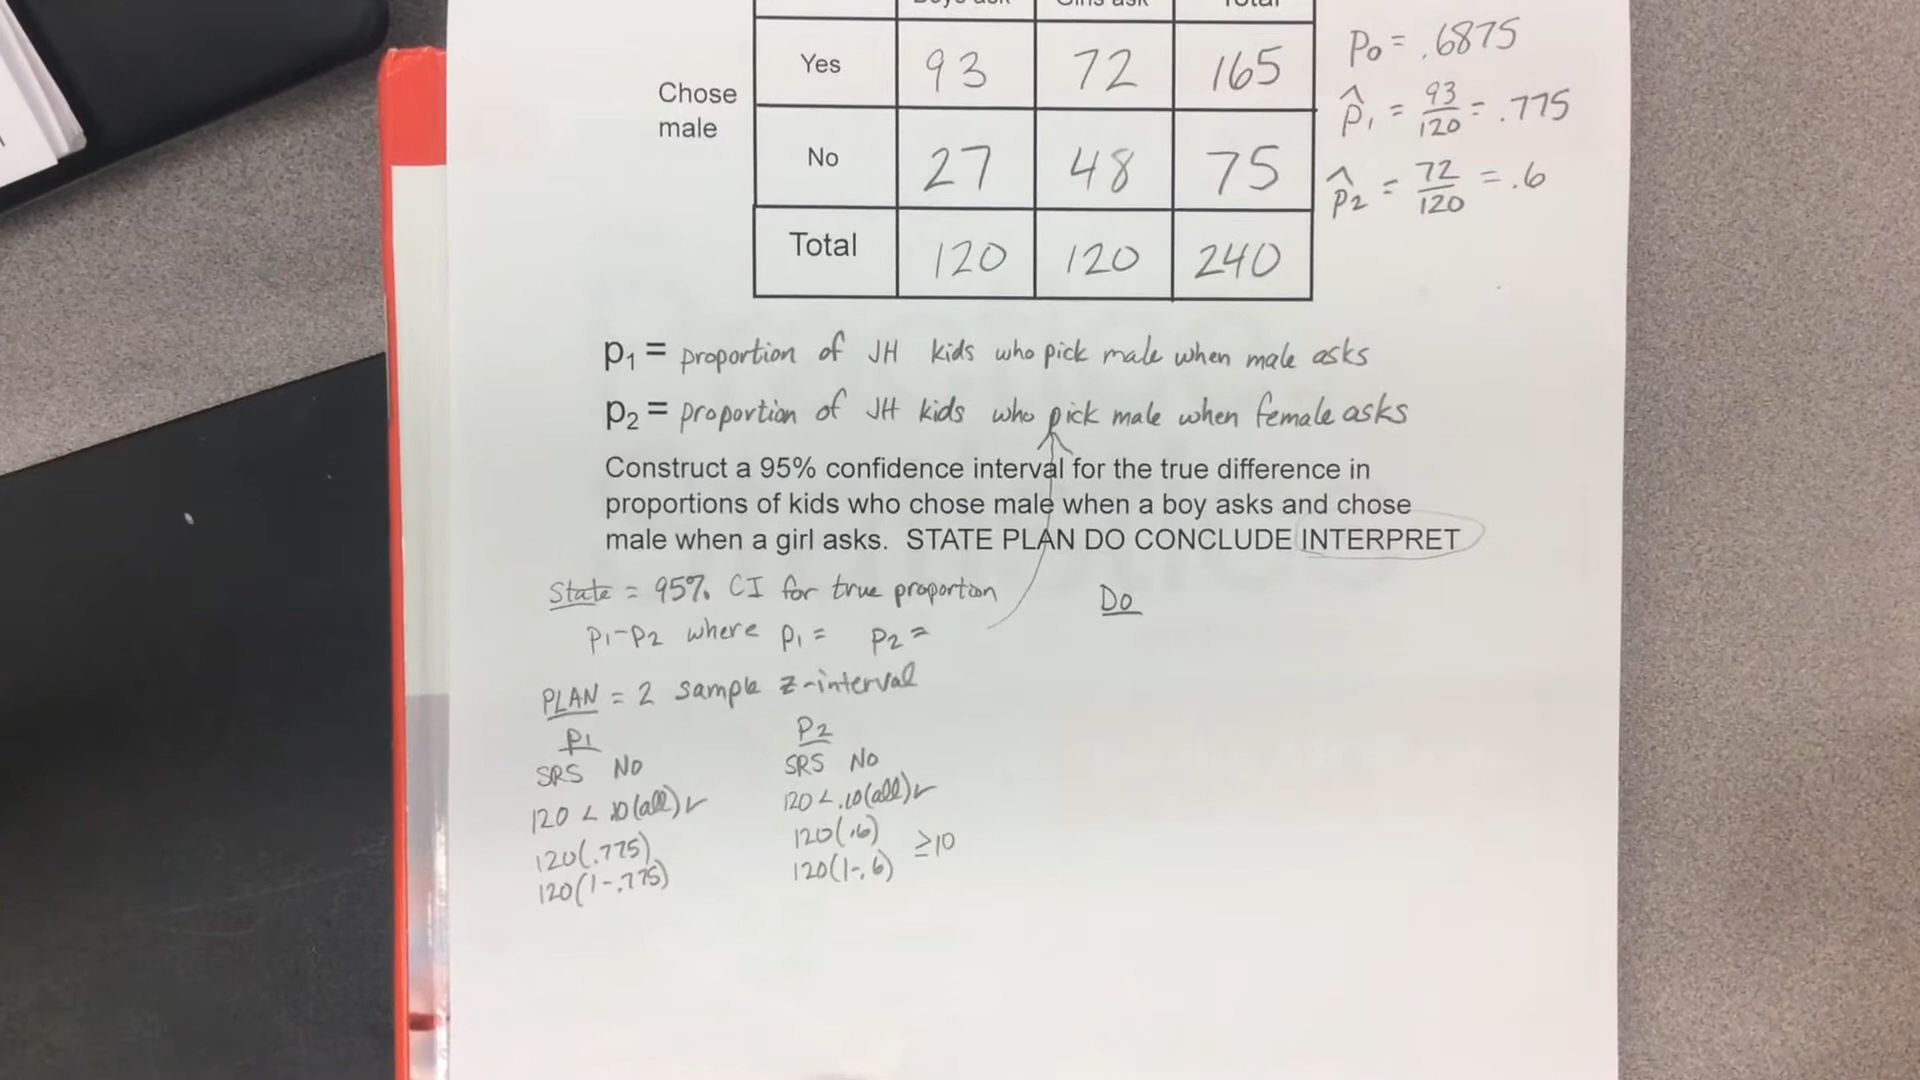 Boys ask Girls ask Total
Yes 93 72 165
Chose male
No 27 48 75
Total 120 120 240
p₀ = .6875
p̂₁ = 93/120 = .775
p̂₂ = 72/120 = .6
p₁ = proportion of JH kids who pick male when male asks
p₂ = proportion of JH kids who pick male when female asks
Construct a 95% confidence interval for the true difference in
proportions of kids who chose male when a boy asks and chose
male when a girl asks. STATE PLAN DO CONCLUDE INTERPRET
State = 95% CI for true proportion
p₁-p₂ where p₁ = p₂ =
PLAN = 2 sample z-interval
P1
SRS No
120 < .10(all) ✓
120(.775)
120(1-.775)
P2
SRS No
120 < .10(all) ✓
120(.6)
120(1-.6)
≥10
Do